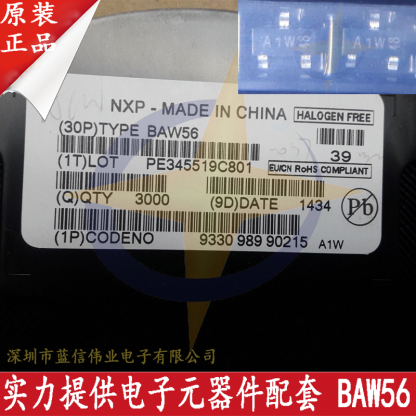 原装
正品
A1W
A1W
NXP - MADE IN CHINA
HALOGEN FREE
(30P)TYPE BAW56
39
(1T)LOT PE345519C801
EU/CN RoHS COMPLIANT
(Q)QTY 3000 (9D)DATE 1434
Pb
(1P)CODENO 9330 989 90215 A1W
深圳市蓝信伟业电子有限公司
实力提供电子元器件配套 BAW56